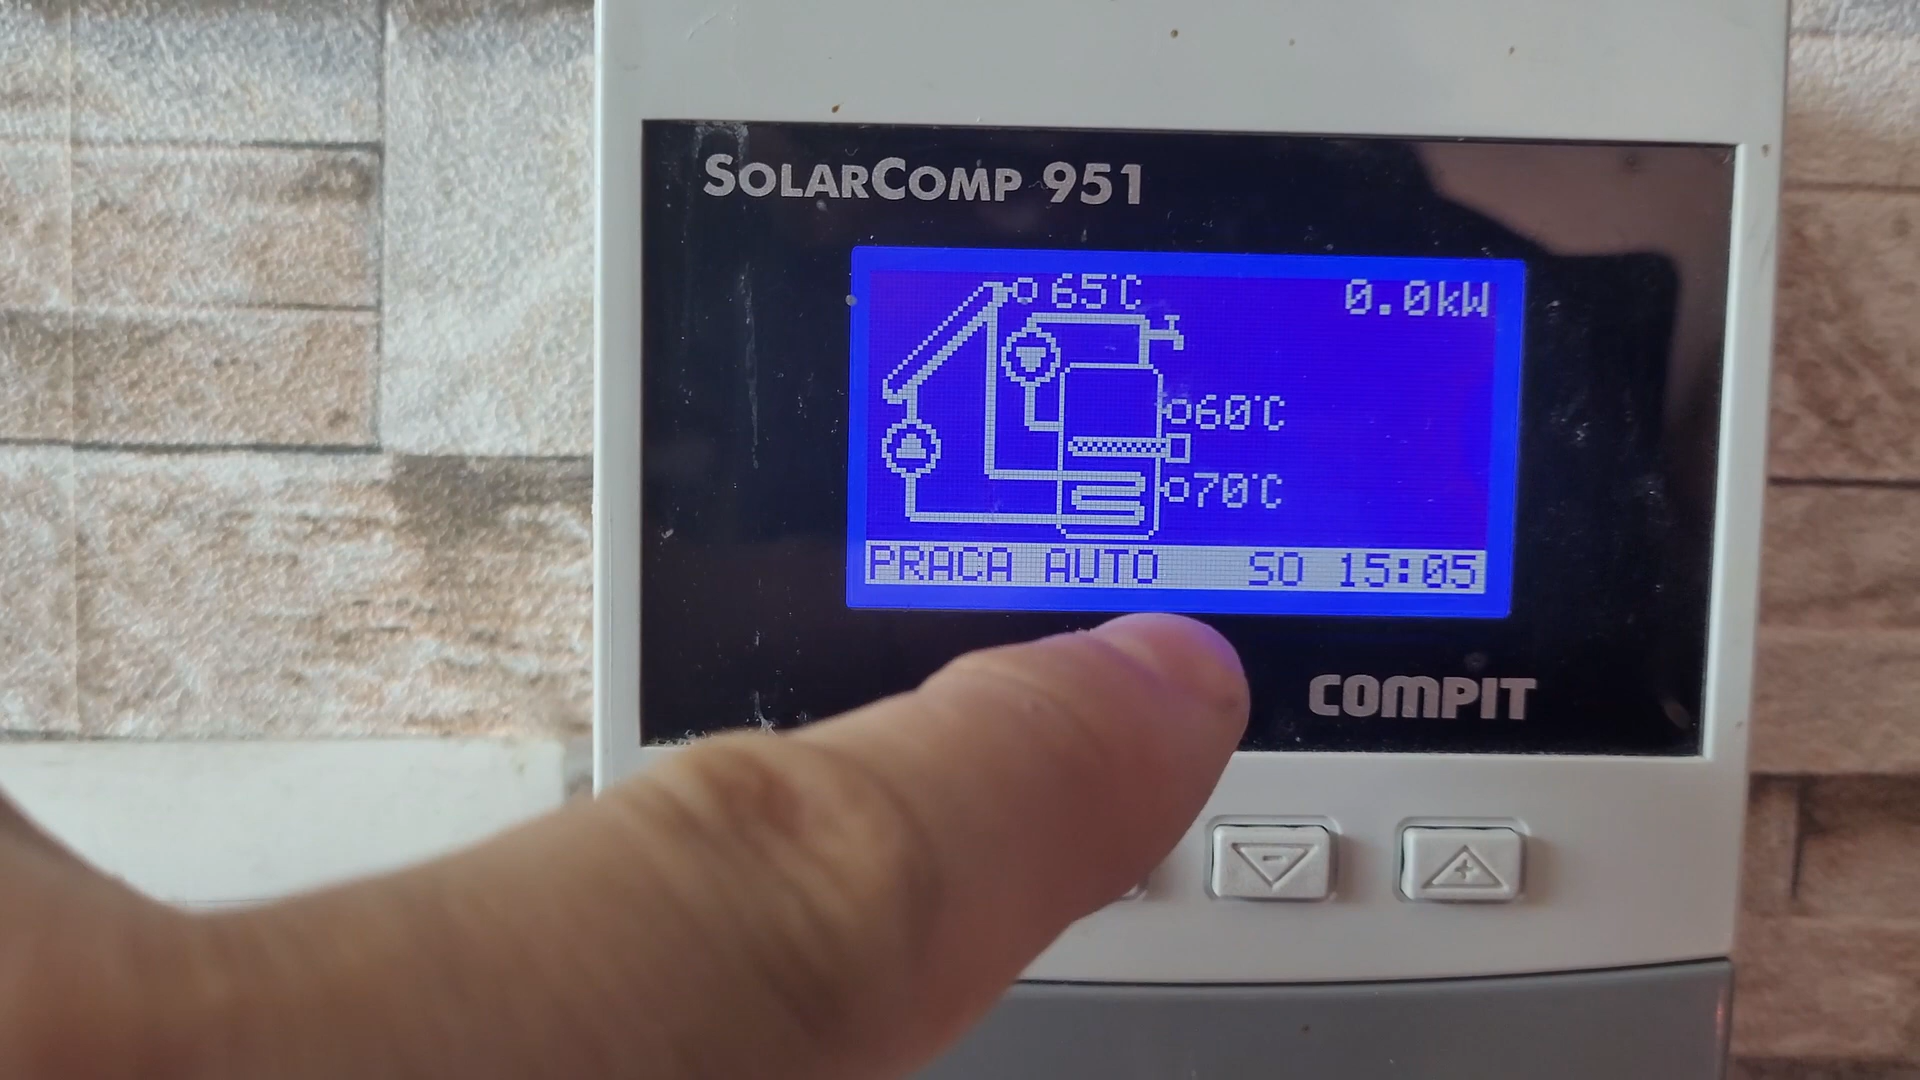 SOLARCOMP 951
65°C
0.0kW
60°C
70°C
PRACA AUTO SO 15:05
COMPIT
- +